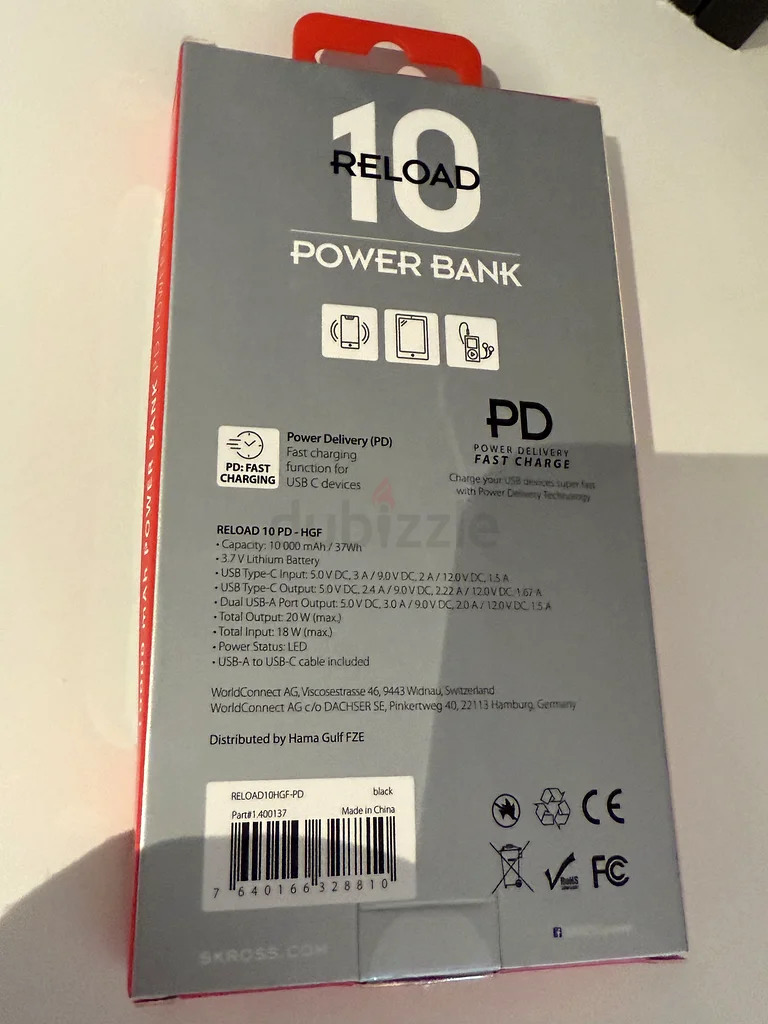 10
RELOAD
POWER BANK
PD: FAST
CHARGING
Power Delivery (PD)
Fast charging
function for
USB C devices
PD
POWER DELIVERY
FAST CHARGE
Charge your USB devices super fast
with Power Delivery Technology
dubizzle
RELOAD 10 PD - HGF
• Capacity: 10 000 mAh / 37Wh
• 3.7 V Lithium Battery
• USB Type-C Input: 5.0 V DC, 3 A / 9.0 V DC, 2 A / 12.0 V DC, 1.5 A
• USB Type-C Output: 5.0 V DC, 2.4 A / 9.0 V DC, 2.22 A / 12.0 V DC, 1.67 A
• Dual USB-A Port Output: 5.0 V DC, 3.0 A / 9.0 V DC, 2.0 A / 12.0 V DC, 1.5 A
• Total Output: 20 W (max.)
• Total Input: 18 W (max.)
• Power Status: LED
• USB-A to USB-C cable included
WorldConnect AG, Viscosestrasse 46, 9443 Widnau, Switzerland
WorldConnect AG c/o DACHSER SE, Pinkertweg 40, 22113 Hamburg, Germany
Distributed by Hama Gulf FZE
RELOAD10HGF-PD black
Part#1.400137 Made in China
7 640166 328810
CE
RoHS
FC
SKROSS.COM
mAh POWER BANK PD POWER